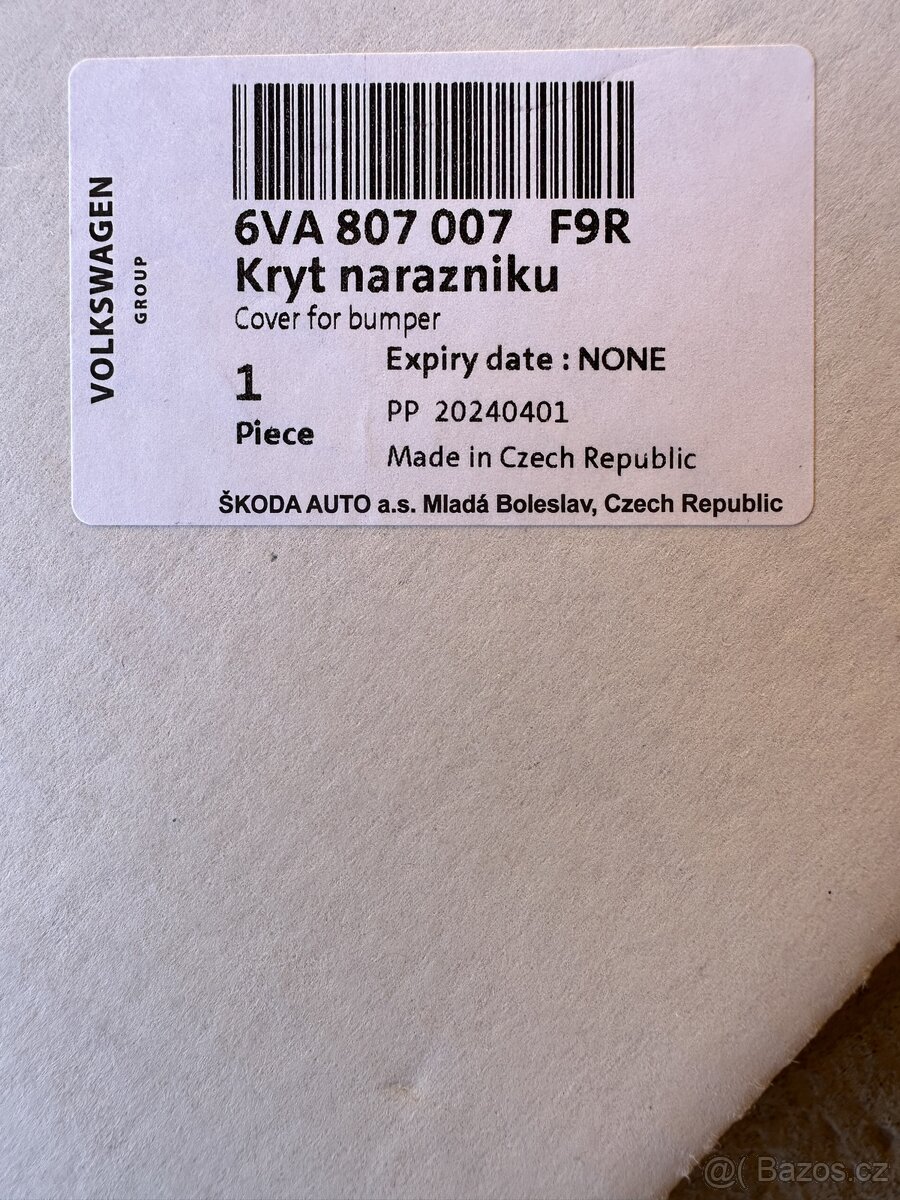 VOLKSWAGEN
GROUP
6VA 807 007 F9R
Kryt narazniku
Cover for bumper
Expiry date : NONE
1
Piece
PP 20240401
Made in Czech Republic
ŠKODA AUTO a.s. Mladá Boleslav, Czech Republic
@( Bazos.cz